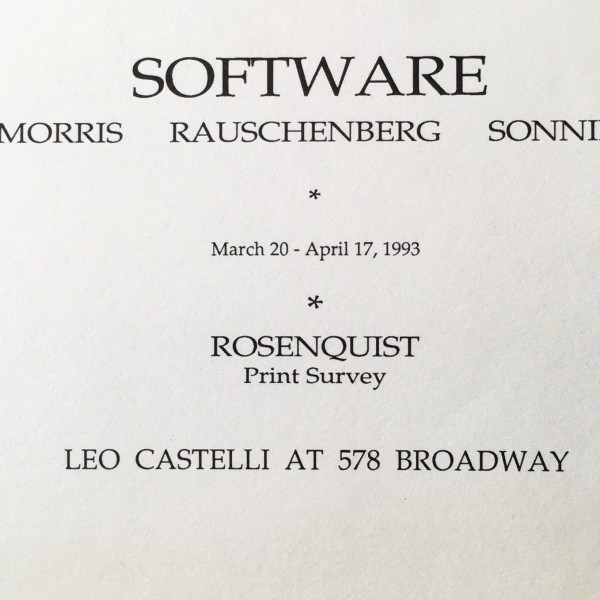 SOFTWARE
MORRIS RAUSCHENBERG SONNI
*
March 20 - April 17, 1993
*
ROSENQUIST
Print Survey
LEO CASTELLI AT 578 BROADWAY